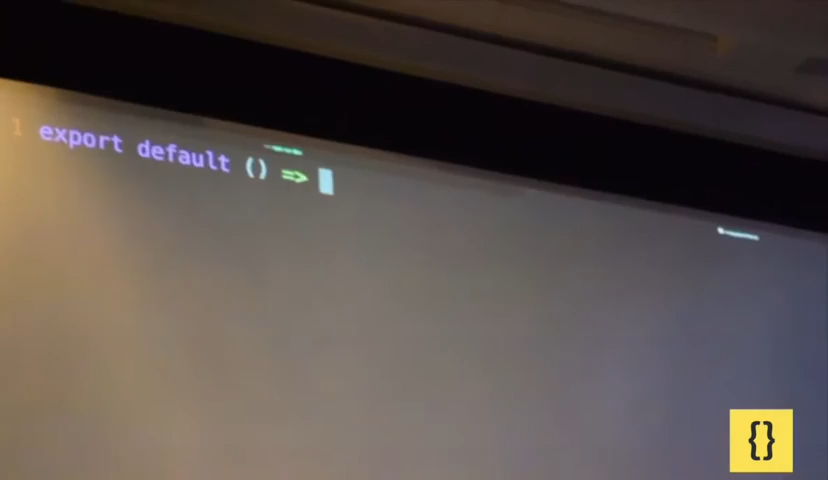 1 export default () =>
{}